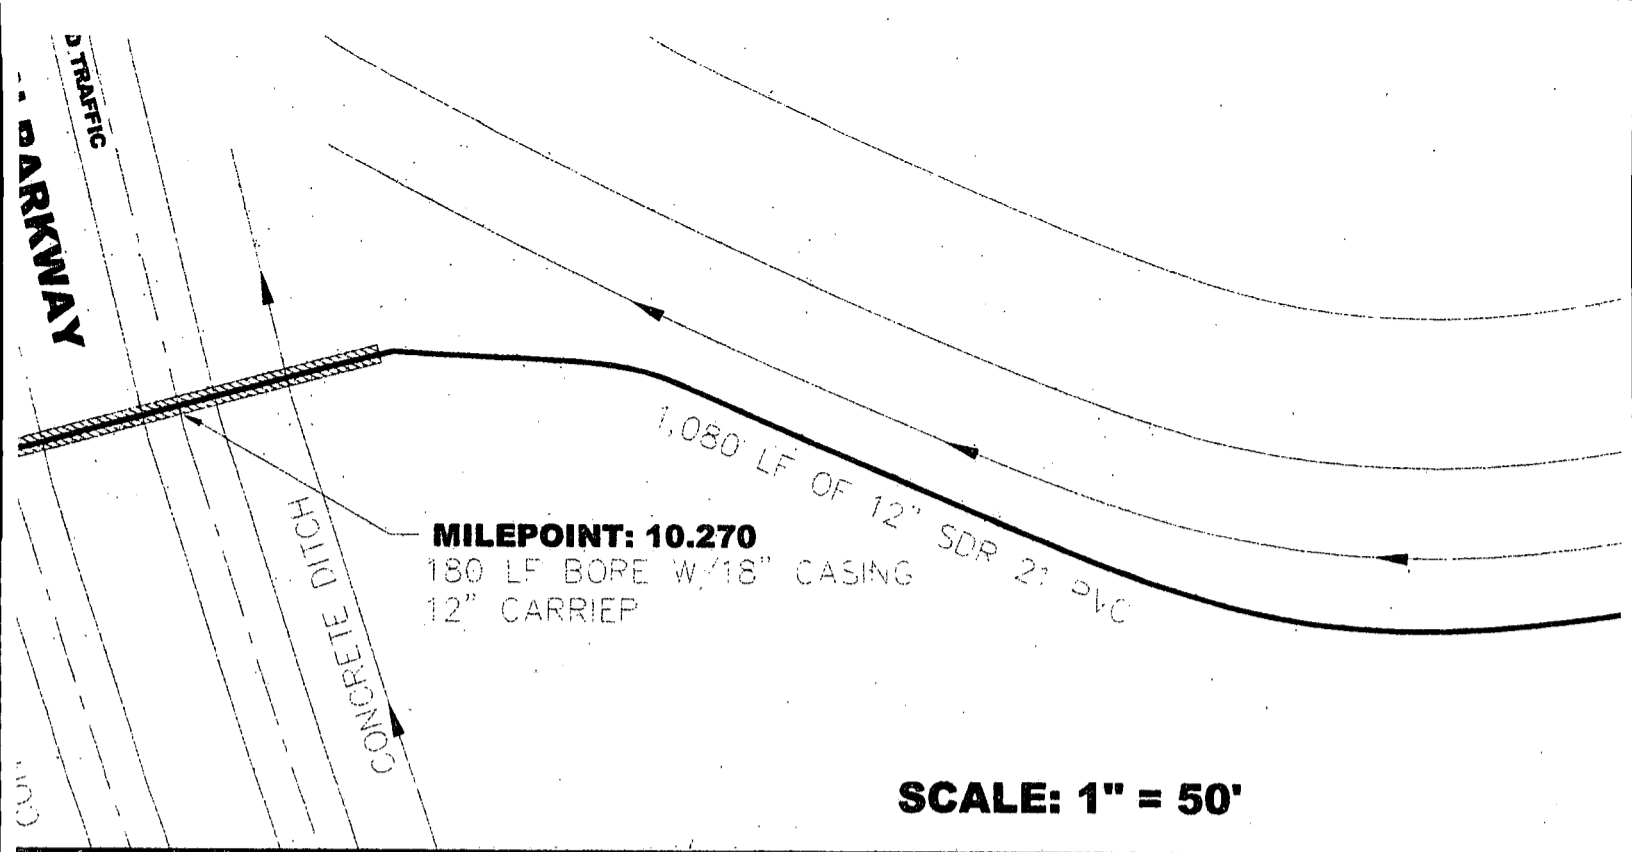 D TRAFFIC
PARKWAY
1,080' LF OF 12" SDR 21 PVC
MILEPOINT: 10.270
180 LF BORE W/18" CASING
12" CARRIER
CONCRETE DITCH
SCALE: 1" = 50'